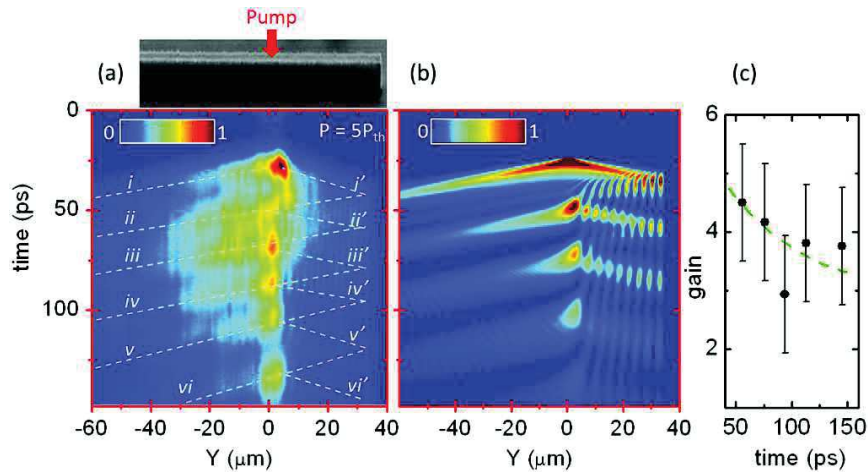 Pump
(a)
(b)
(c)
0 1 P = 5Pth
0 1
i
ii
iii
iv
v
vi
i'
ii'
iii'
iv'
v'
vi'
0
50
100
time (ps)
-60 -40 -20 0 20 40
Y (μm)
-40 -20 0 20 40
Y (μm)
6
4
2
gain
50 100 150
time (ps)